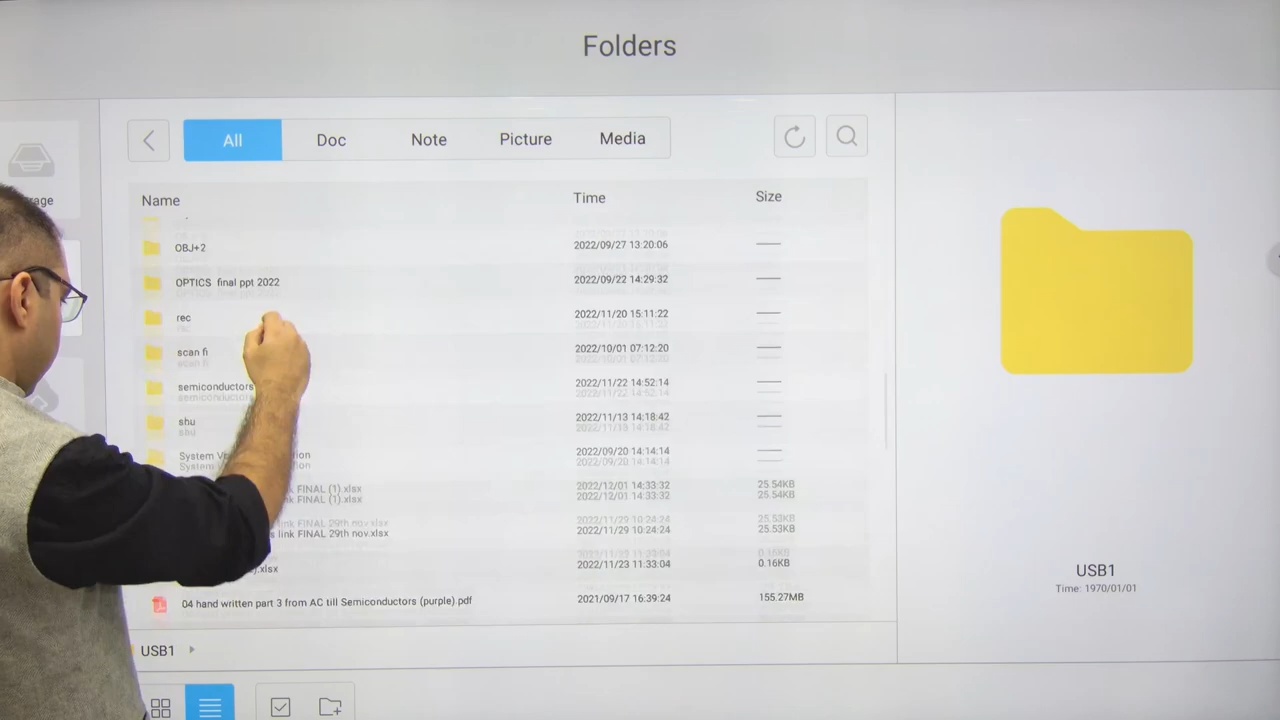 Folders
All Doc Note Picture Media
rage
Name Time Size
OBJ+2 2022/09/27 13:20:06
OPTICS final ppt 2022 2022/09/22 14:29:32
rec 2022/11/20 15:11:22
scan fi 2022/10/01 07:12:20
semiconductors 2022/11/22 14:52:14
shu 2022/11/13 14:18:42
System 2022/09/20 14:14:14
FINAL (1).xlsx 2022/12/01 14:33:32 25.54KB
link FINAL 29th nov.xlsx 2022/11/29 10:24:24 25.53KB
.xlsx 2022/11/23 11:33:04 0.16KB
04 hand written part 3 from AC till Semiconductors (purple).pdf 2021/09/17 16:39:24 155.27MB
USB1
USB1
Time: 1970/01/01